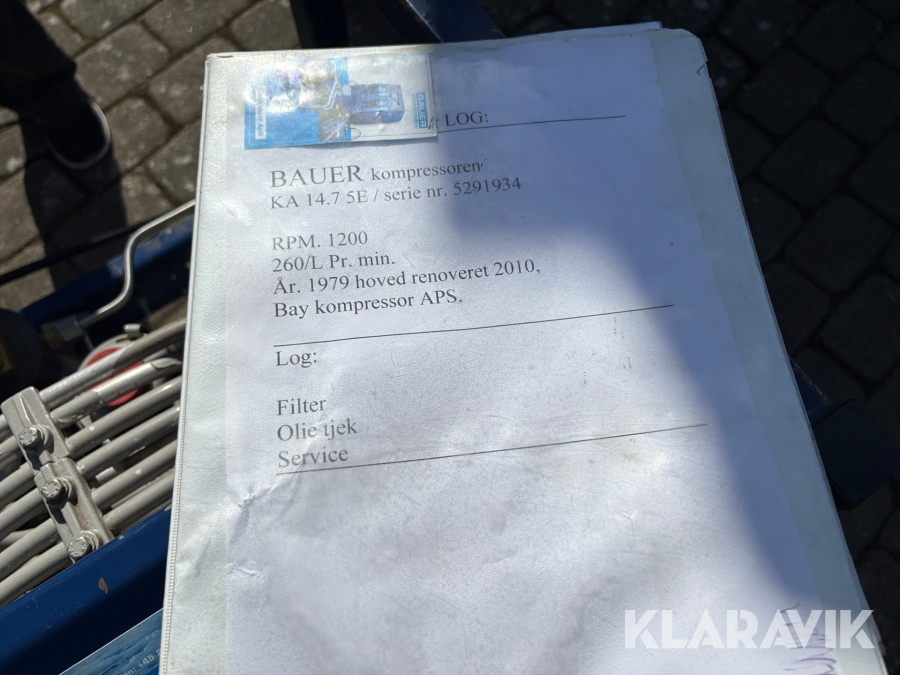 LOG:
BAUER kompressoren
KA 14.7 5E / serie nr. 5291934
RPM. 1200
260/L Pr. min.
År. 1979 hoved renoveret 2010,
Bay kompressor APS.
Log:
Filter
Olie tjek
Service
BAUER
KLARAVIK